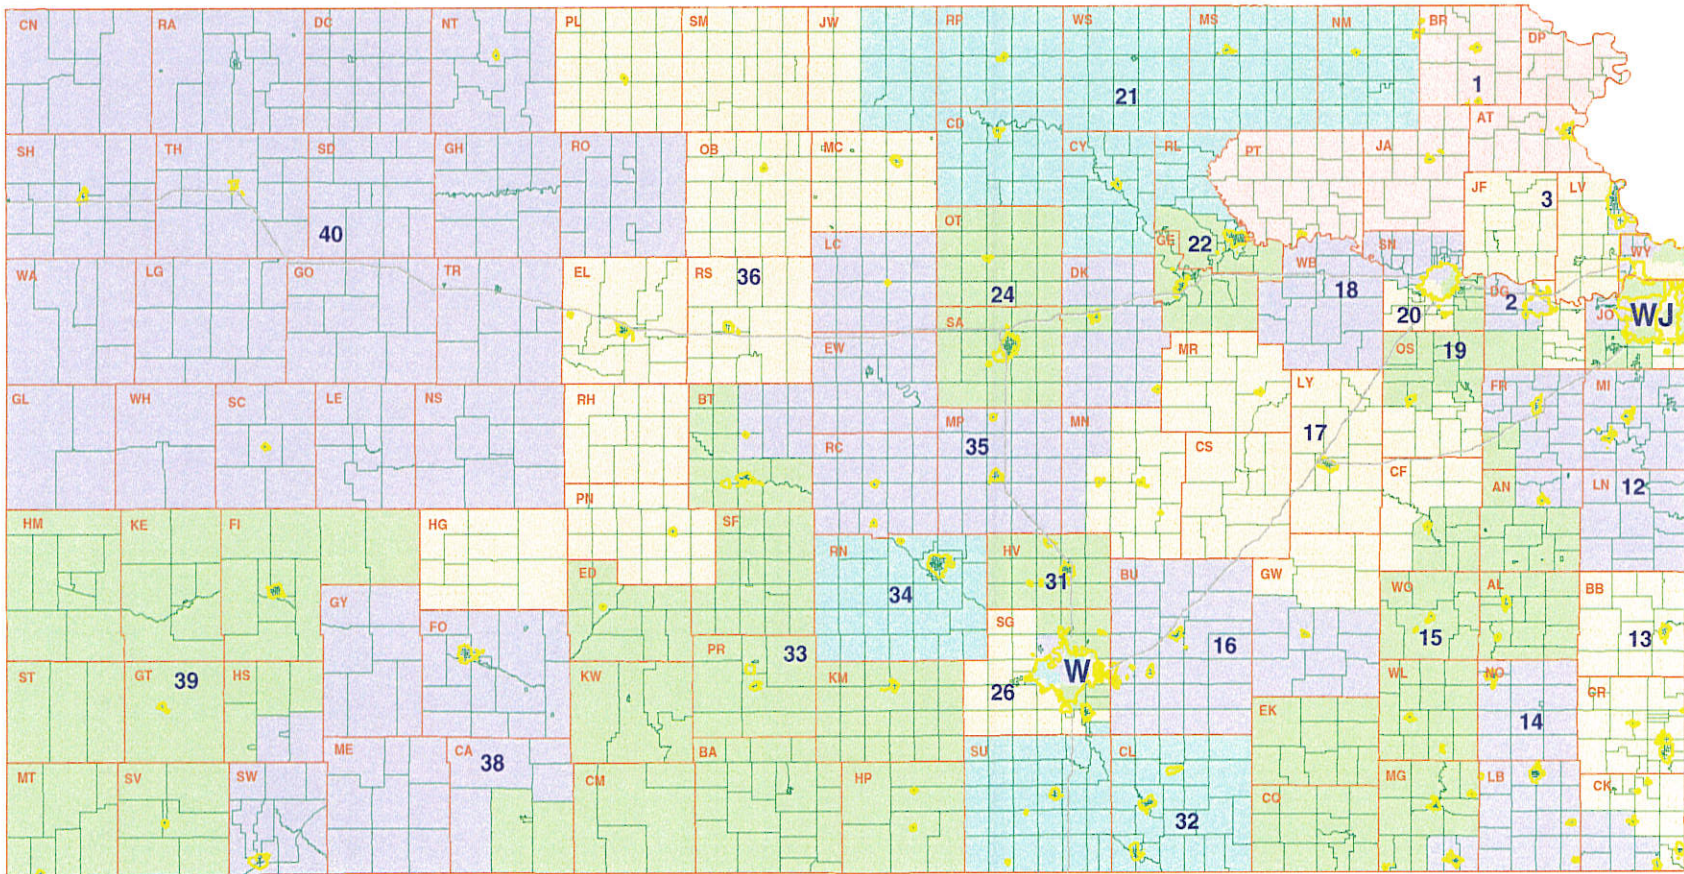 CN RA DC NT PL SM JW RP WS MS NM BR DP
1
21
AT
CD
SH TH SD GH RO OB MC CY RL PT JA
JF 3 LV
OT
40
LC GE 22 WB SN WY
WA LG GO TR EL RS 36 DK
24 18 2 DG
SA 20 JO WJ
EW MR OS 19
GL WH SC LE NS RH BT LY FR MI
MP MN
RC 35 17
CS CF
PN AN LN 12
HM KE FI HG SF
RN HV
ED 31 BU GW
GY 34 WO AL BB
FO SG
PR 33 16 15 13
ST GT 39 HS KW KM W WL NO
26 GR
EK 14
ME CA BA SU CL
38
MT SV SW CM HP MG LB CK
CQ
32